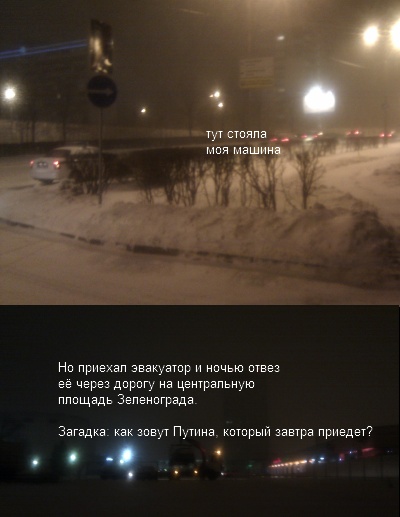 тут стояла
моя машина
Но приехал эвакуатор и ночью отвез
её через дорогу на центральную
площадь Зеленограда.
Загадка: как зовут Путина, который завтра приедет?